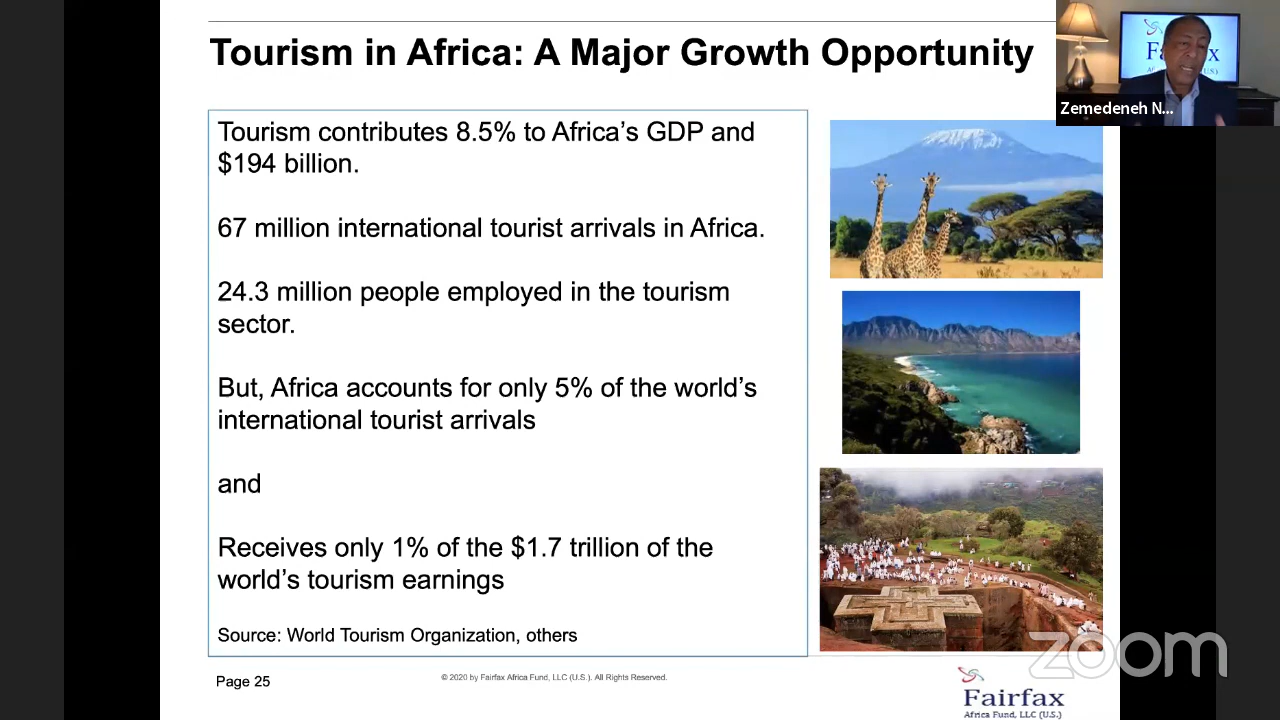 Tourism in Africa: A Major Growth Opportunity
Fairfax
Zemedeneh N...
Tourism contributes 8.5% to Africa's GDP and
$194 billion.
67 million international tourist arrivals in Africa.
24.3 million people employed in the tourism
sector.
But, Africa accounts for only 5% of the world's
international tourist arrivals
and
Receives only 1% of the $1.7 trillion of the
world's tourism earnings
Source: World Tourism Organization, others
zoom
Page 25
© 2020 by Fairfax Africa Fund, LLC (U.S.). All Rights Reserved.
Fairfax
Africa Fund, LLC (U.S.)